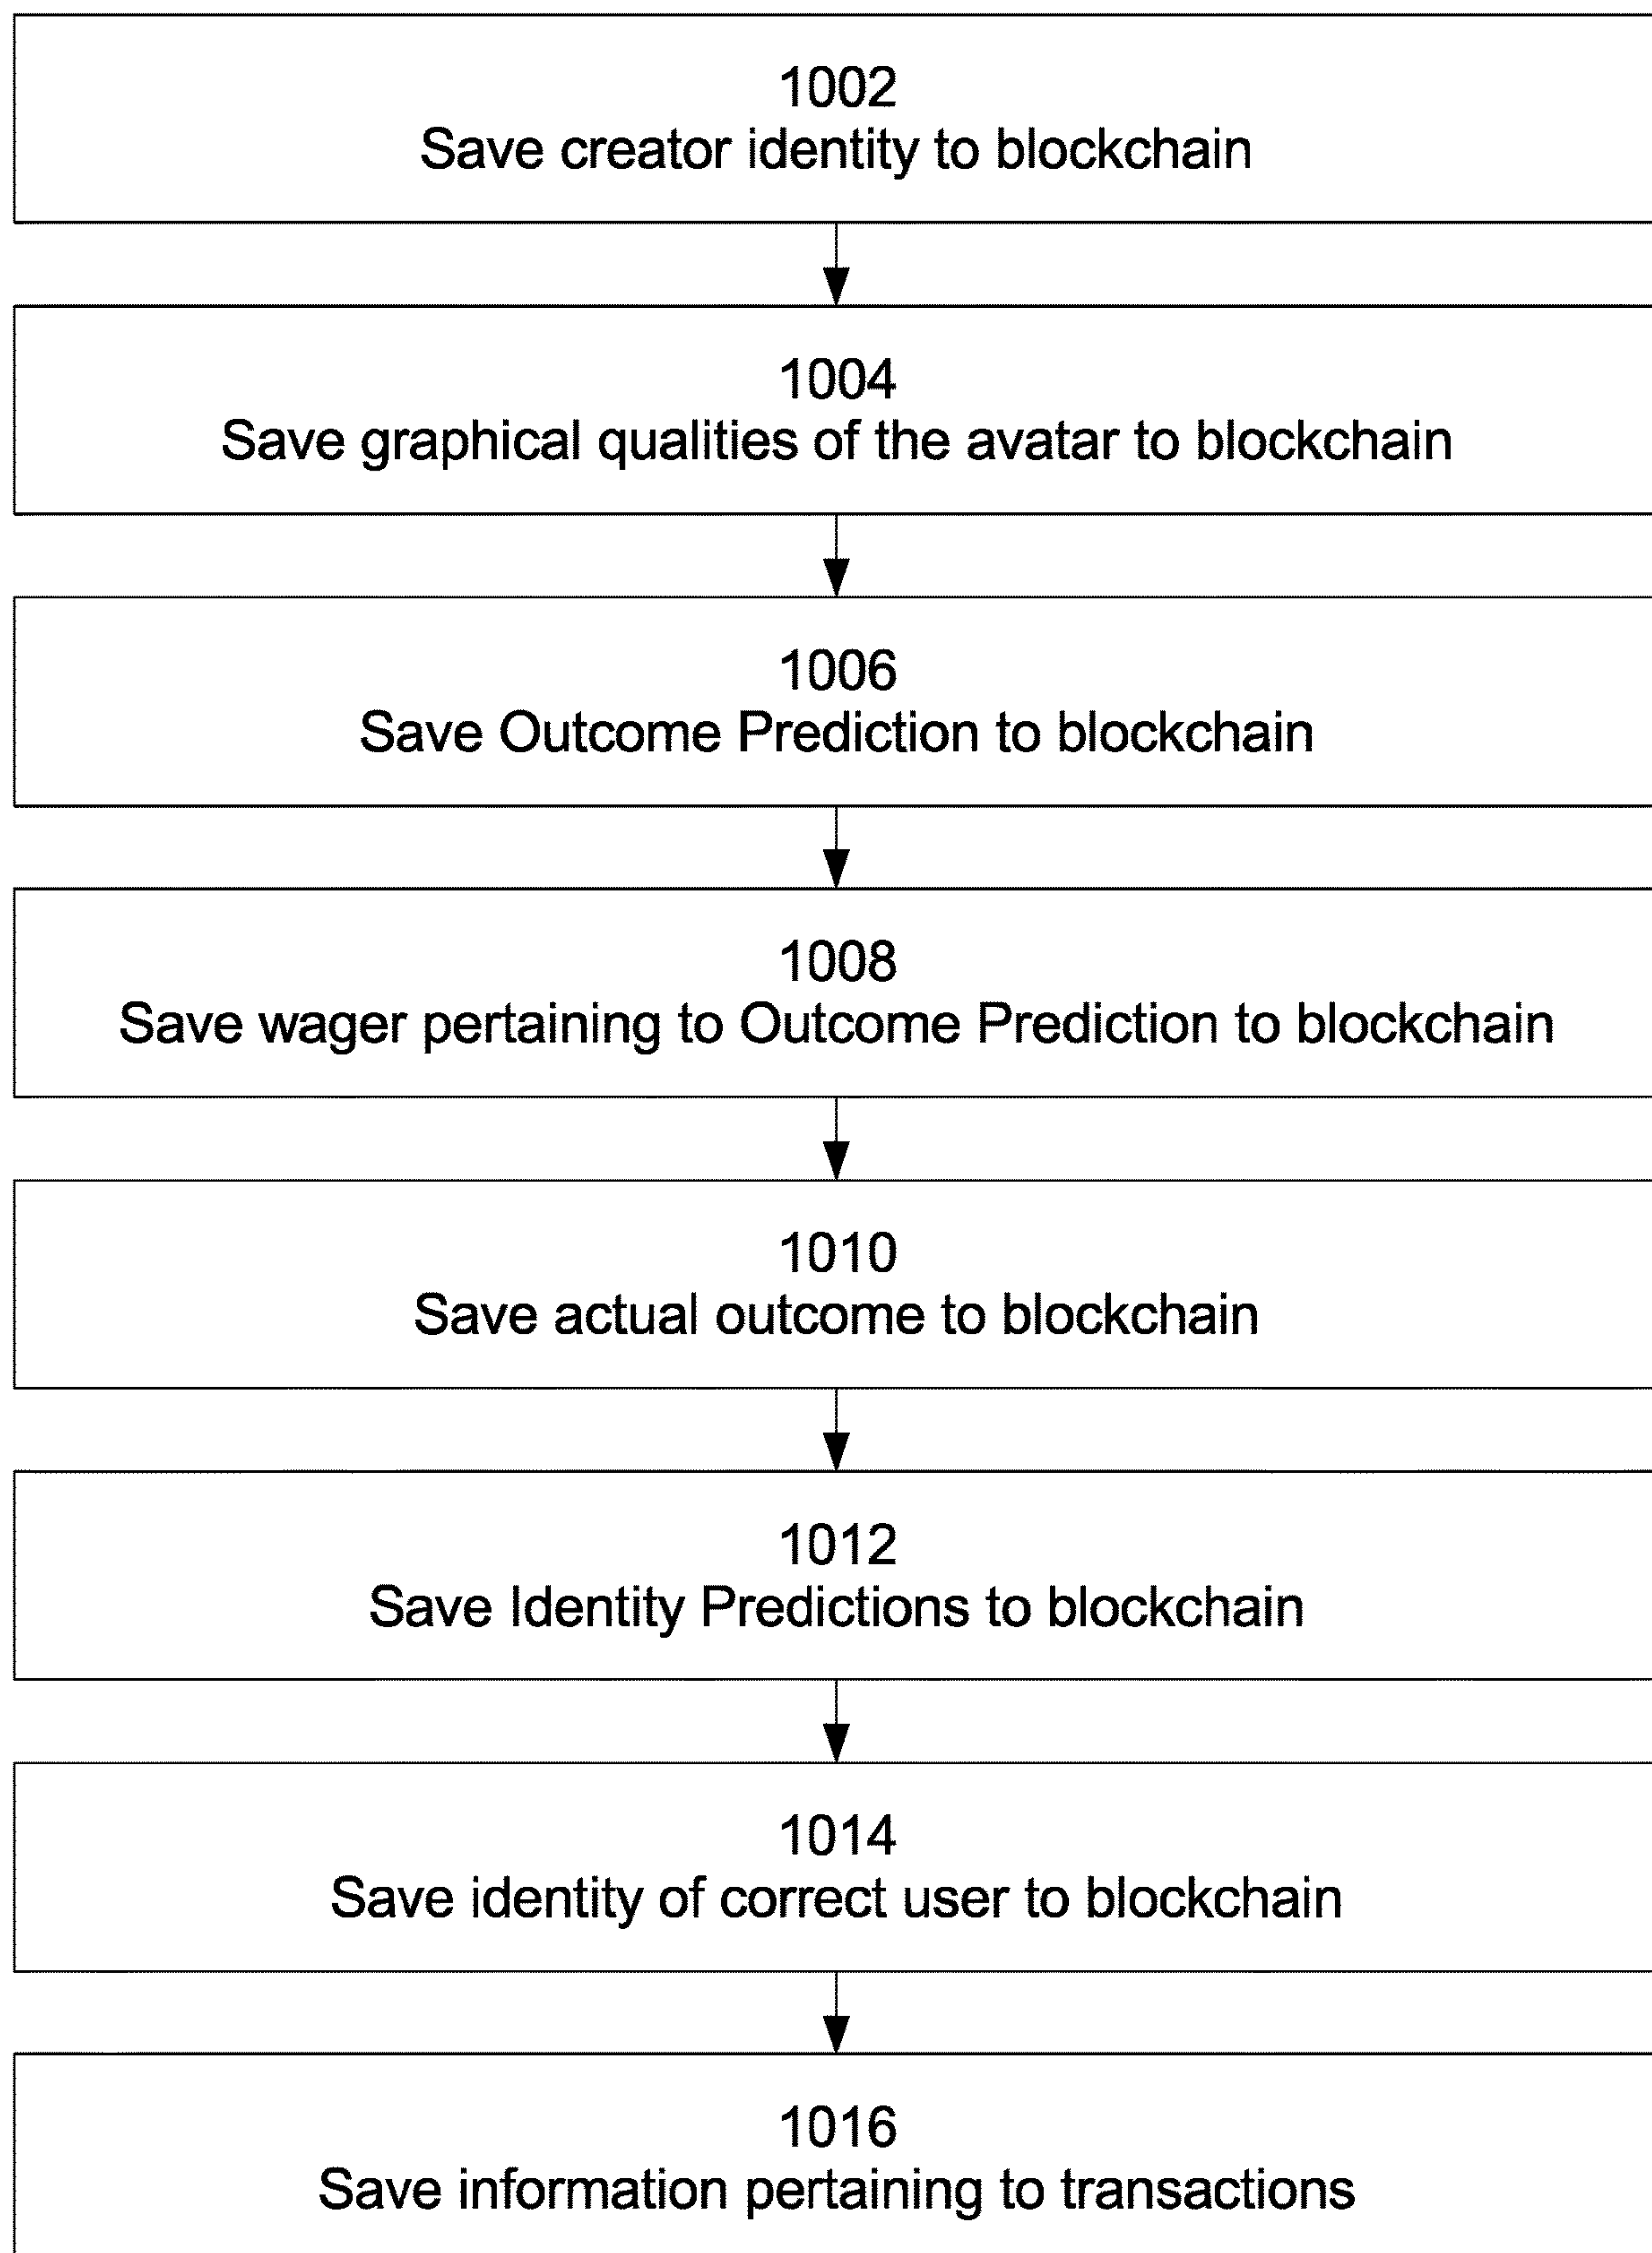 1002
Save creator identity to blockchain
1004
Save graphical qualities of the avatar to blockchain
1006
Save Outcome Prediction to blockchain
1008
Save wager pertaining to Outcome Prediction to blockchain
1010
Save actual outcome to blockchain
1012
Save Identity Predictions to blockchain
1014
Save identity of correct user to blockchain
1016
Save information pertaining to transactions